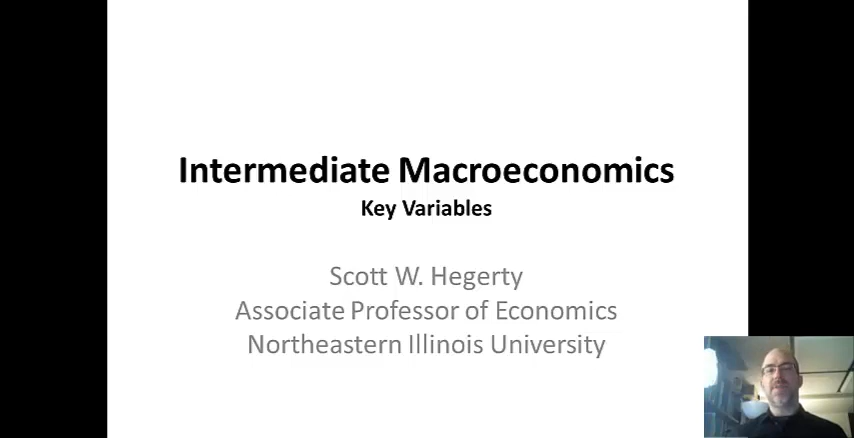 Intermediate Macroeconomics
Key Variables
Scott W. Hegerty
Associate Professor of Economics
Northeastern Illinois University